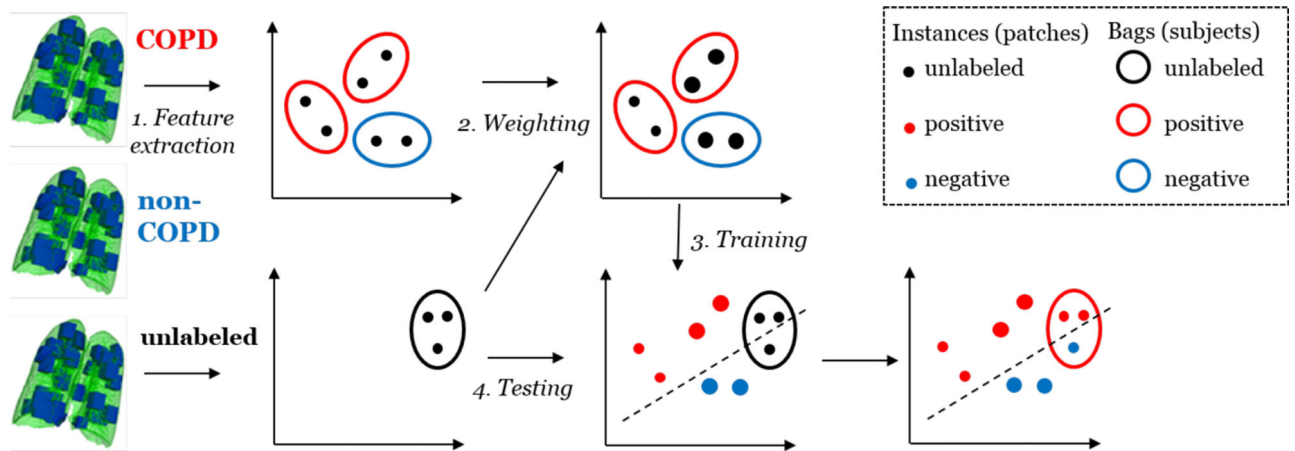 COPD
1. Feature
extraction
2. Weighting
non-
COPD
3. Training
unlabeled
4. Testing
Instances (patches)
unlabeled
positive
negative
Bags (subjects)
unlabeled
positive
negative